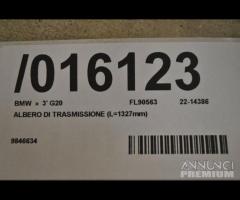 /016123
BMW » 3' G20 FL90563 22-14386
ALBERO DI TRASMISSIONE (L=1327mm)
9846634
ANNUNCI
PREMIUM